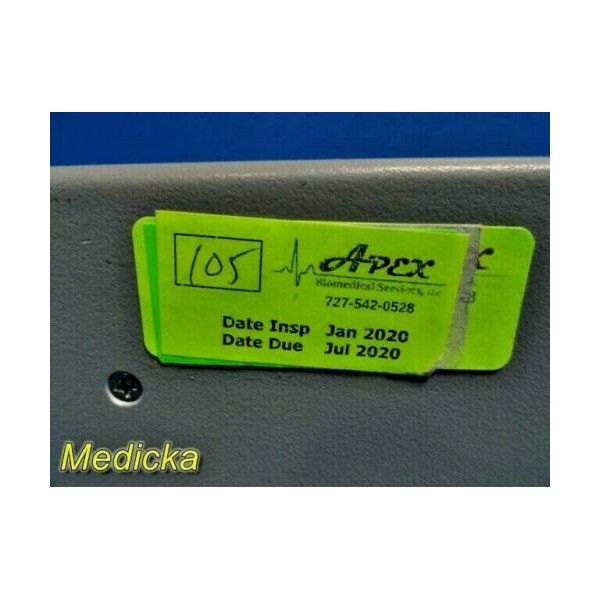 105
APEX
Biomedical Services, LLC
727-542-0528
Date Insp Jan 2020
Date Due Jul 2020
Medicka